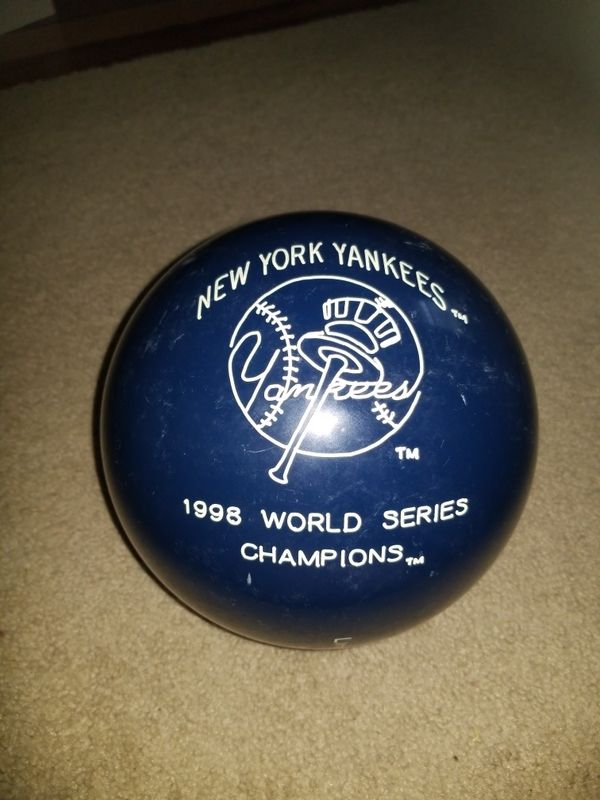 NEW YORK YANKEES™
Yankees
TM
1998 WORLD SERIES
CHAMPIONS™